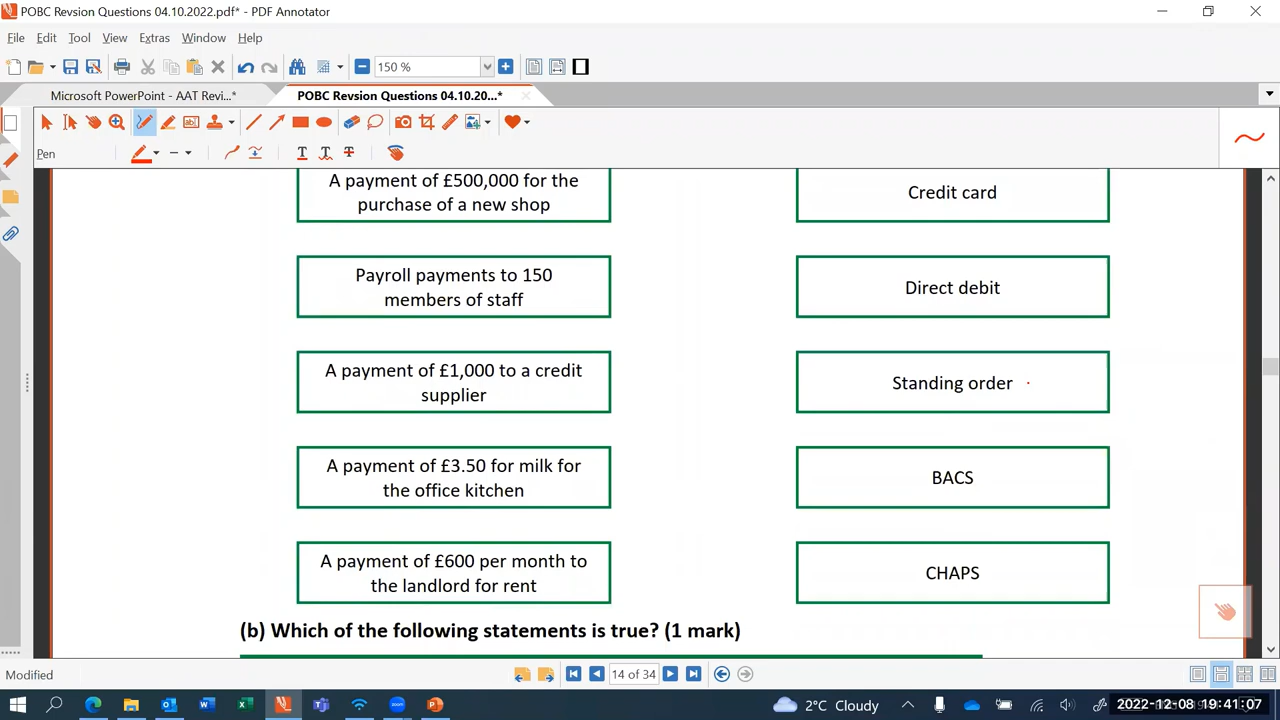 POBC Revsion Questions 04.10.2022.pdf* - PDF Annotator
File Edit Tool View Extras Window Help
150 %
Microsoft PowerPoint - AAT Revi...*
POBC Revsion Questions 04.10.20...*
Pen
A payment of £500,000 for the
purchase of a new shop
Credit card
Payroll payments to 150
members of staff
Direct debit
A payment of £1,000 to a credit
supplier
Standing order
A payment of £3.50 for milk for
the office kitchen
BACS
A payment of £600 per month to
the landlord for rent
CHAPS
(b) Which of the following statements is true? (1 mark)
Modified
14 of 34
2°C Cloudy
2022-12-08 19:41:07